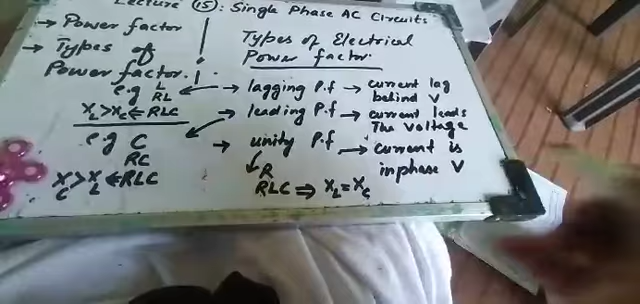 Lecture (15): Single Phase AC Circuits
→ Power factor
→ Types of
Power factor.
e.g L
RL
XL>XC ← RLC
e.g C
RC
XC>XL ← RLC
Types of Electrical
Power factor.
→ lagging P.f → current lag
behind V
→ leading P.f → current leads
The Voltage
→ unity P.f → current is
inphase V
R
RLC ⇒ XL=XC